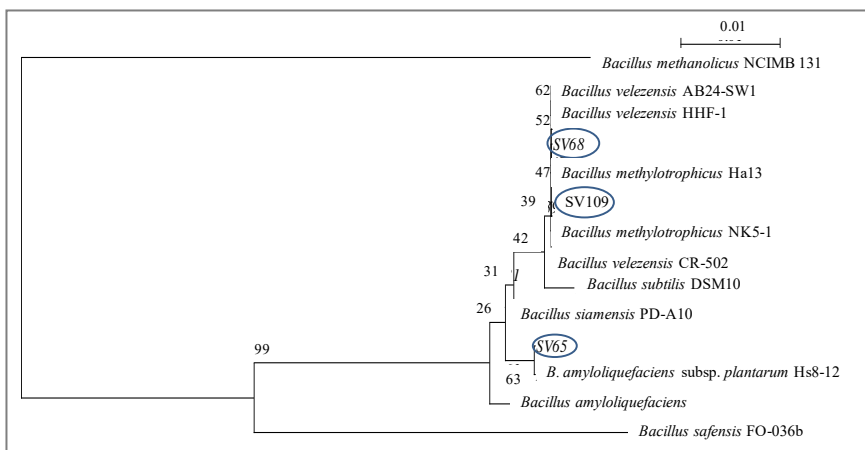 0.01
Bacillus methanolicus NCIMB 131
62
Bacillus velezensis AB24-SW1
Bacillus velezensis HHF-1
52
SV68
47
Bacillus methylotrophicus Ha13
39
SV109
Bacillus methylotrophicus NK5-1
42
Bacillus velezensis CR-502
31
Bacillus subtilis DSM10
26
Bacillus siamensis PD-A10
SV65
99
63
B. amyloliquefaciens subsp. plantarum Hs8-12
Bacillus amyloliquefaciens
Bacillus safensis FO-036b